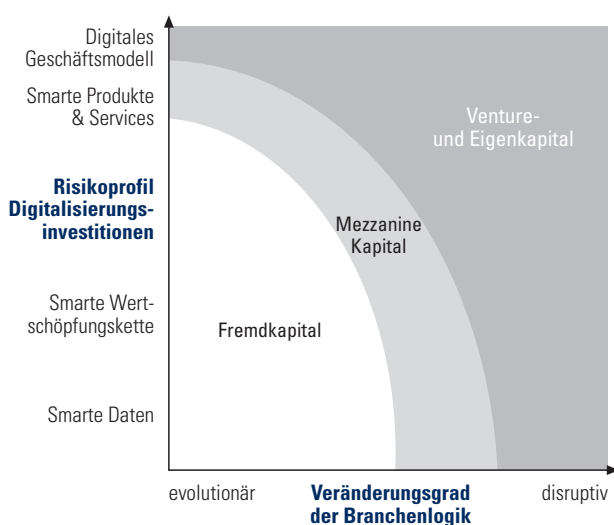 Digitales
Geschäftsmodell
Smarte Produkte
& Services
Venture-
und Eigenkapital
Risikoprofil
Digitalisierungs-
investitionen
Mezzanine
Kapital
Smarte Wert-
schöpfungskette
Fremdkapital
Smarte Daten
evolutionär
Veränderungsgrad
der Branchenlogik
disruptiv